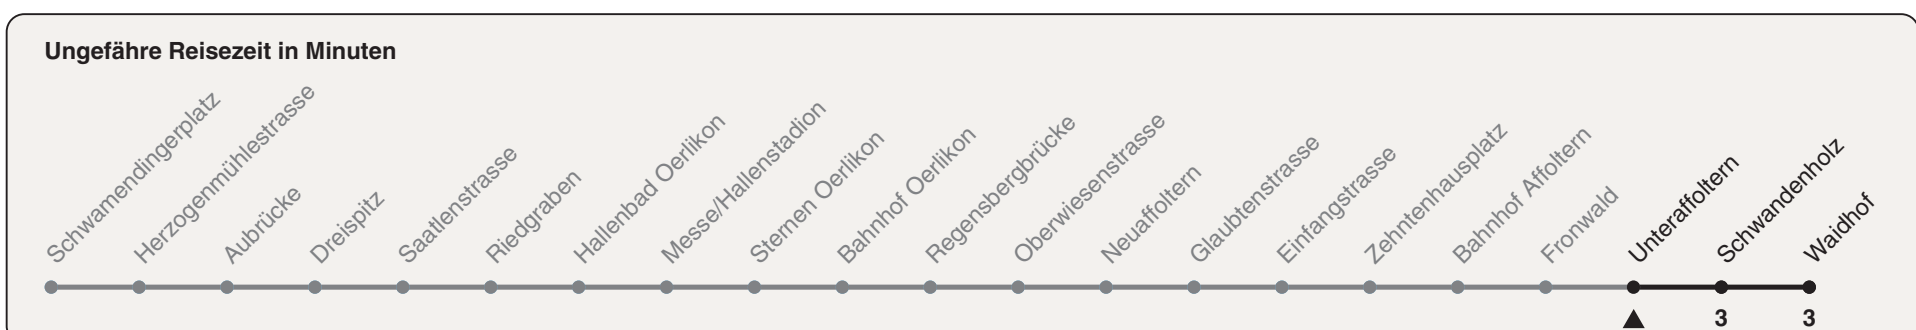 Ungefähre Reisezeit in Minuten
Schwamendingerplatz
Herzogenmühlestrasse
Aubrücke
Dreispitz
Saatlenstrasse
Riedgraben
Hallenbad Oerlikon
Messe/Hallenstadion
Sternen Oerlikon
Bahnhof Oerlikon
Regensbergbrücke
Oberwiesenstrasse
Neuaffoltern
Glaubtenstrasse
Einfangstrasse
Zehntenhausplatz
Bahnhof Affoltern
Fronwald
Unteraffoltern
Schwandenholz
Waidhof
3 3